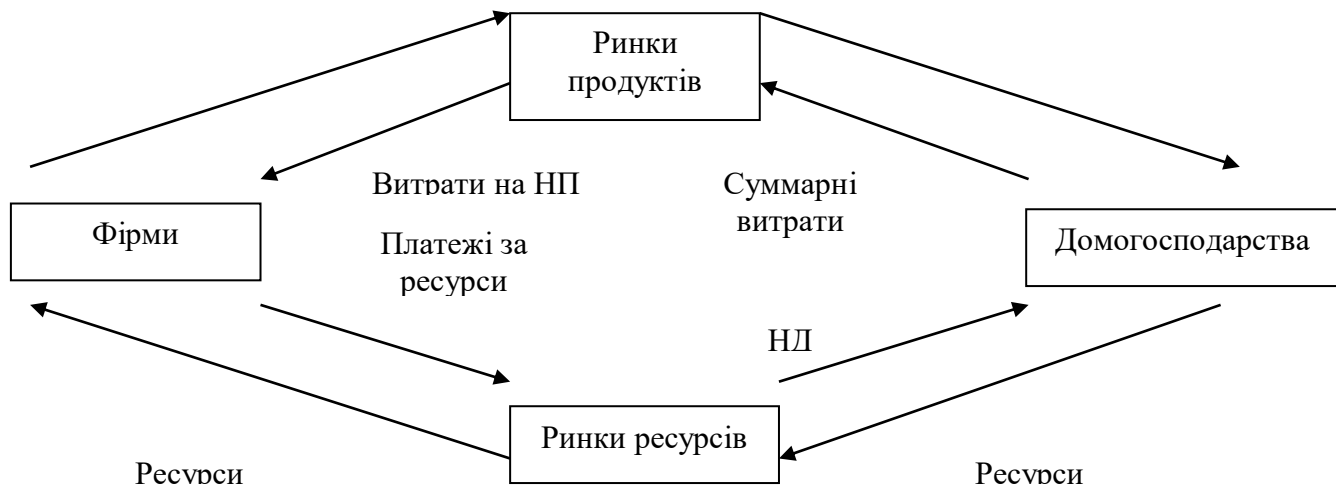 Ринки
продуктів
Витрати на НП
Суммарні
витрати
Фірми
Платежі за
ресурси
Домогосподарства
НД
Ринки ресурсів
Ресурси
Ресурси